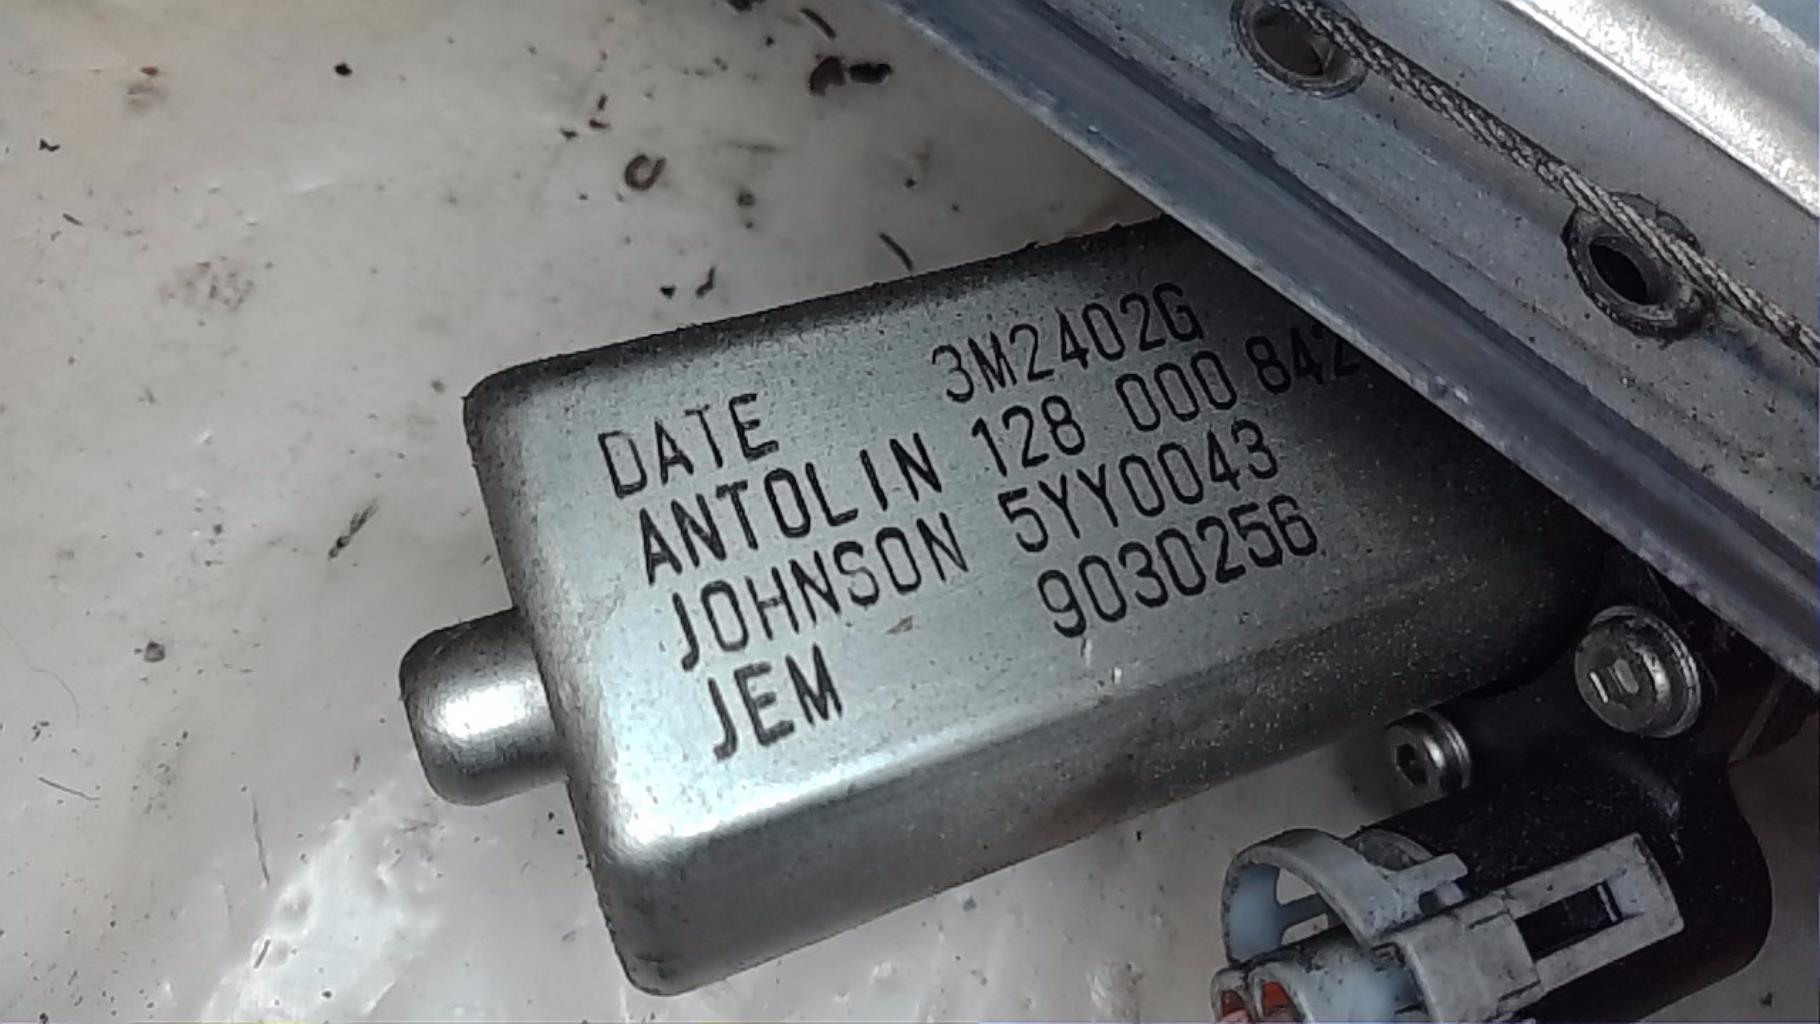 DATE 3M2402G
ANTOLIN 128 000 842
JOHNSON 5YY0043
JEM 9030256